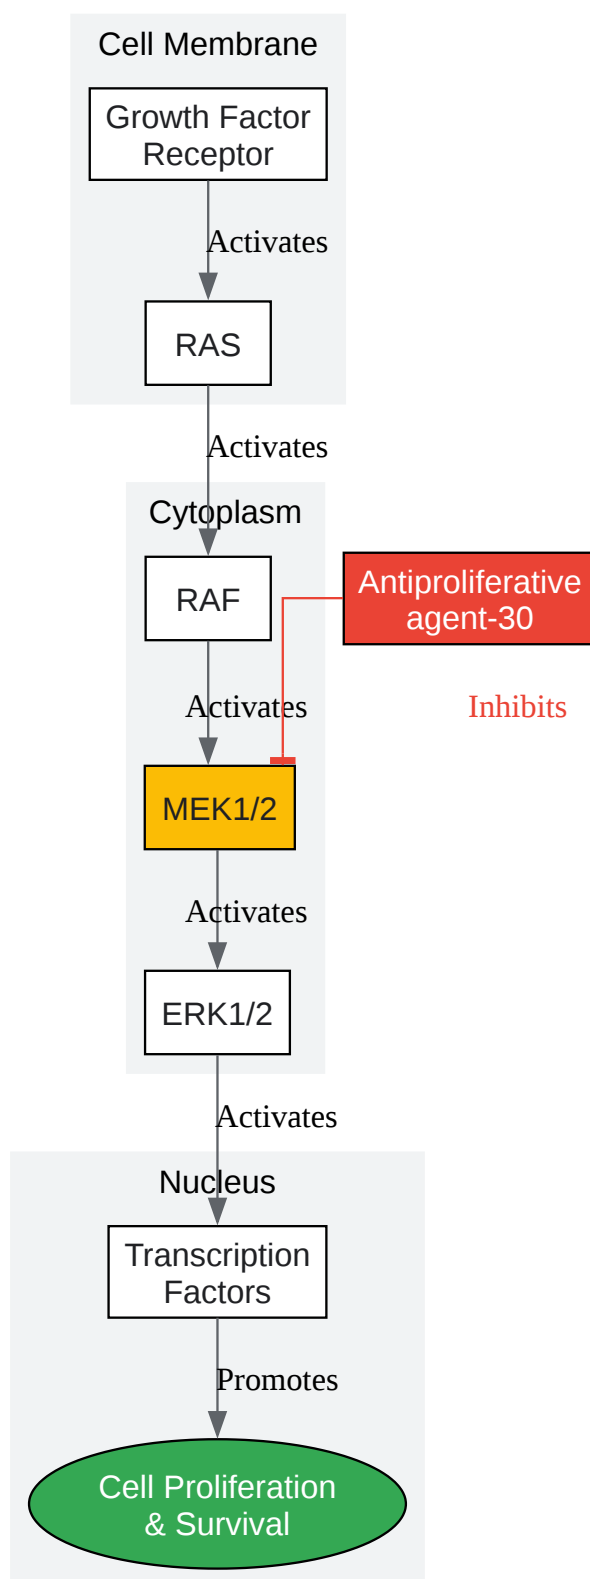 Cell Membrane
Growth Factor
Receptor
Activates
RAS
Activates
Cytoplasm
RAF
Antiproliferative
agent-30
Activates
Inhibits
MEK1/2
Activates
ERK1/2
Activates
Nucleus
Transcription
Factors
Promotes
Cell Proliferation
& Survival